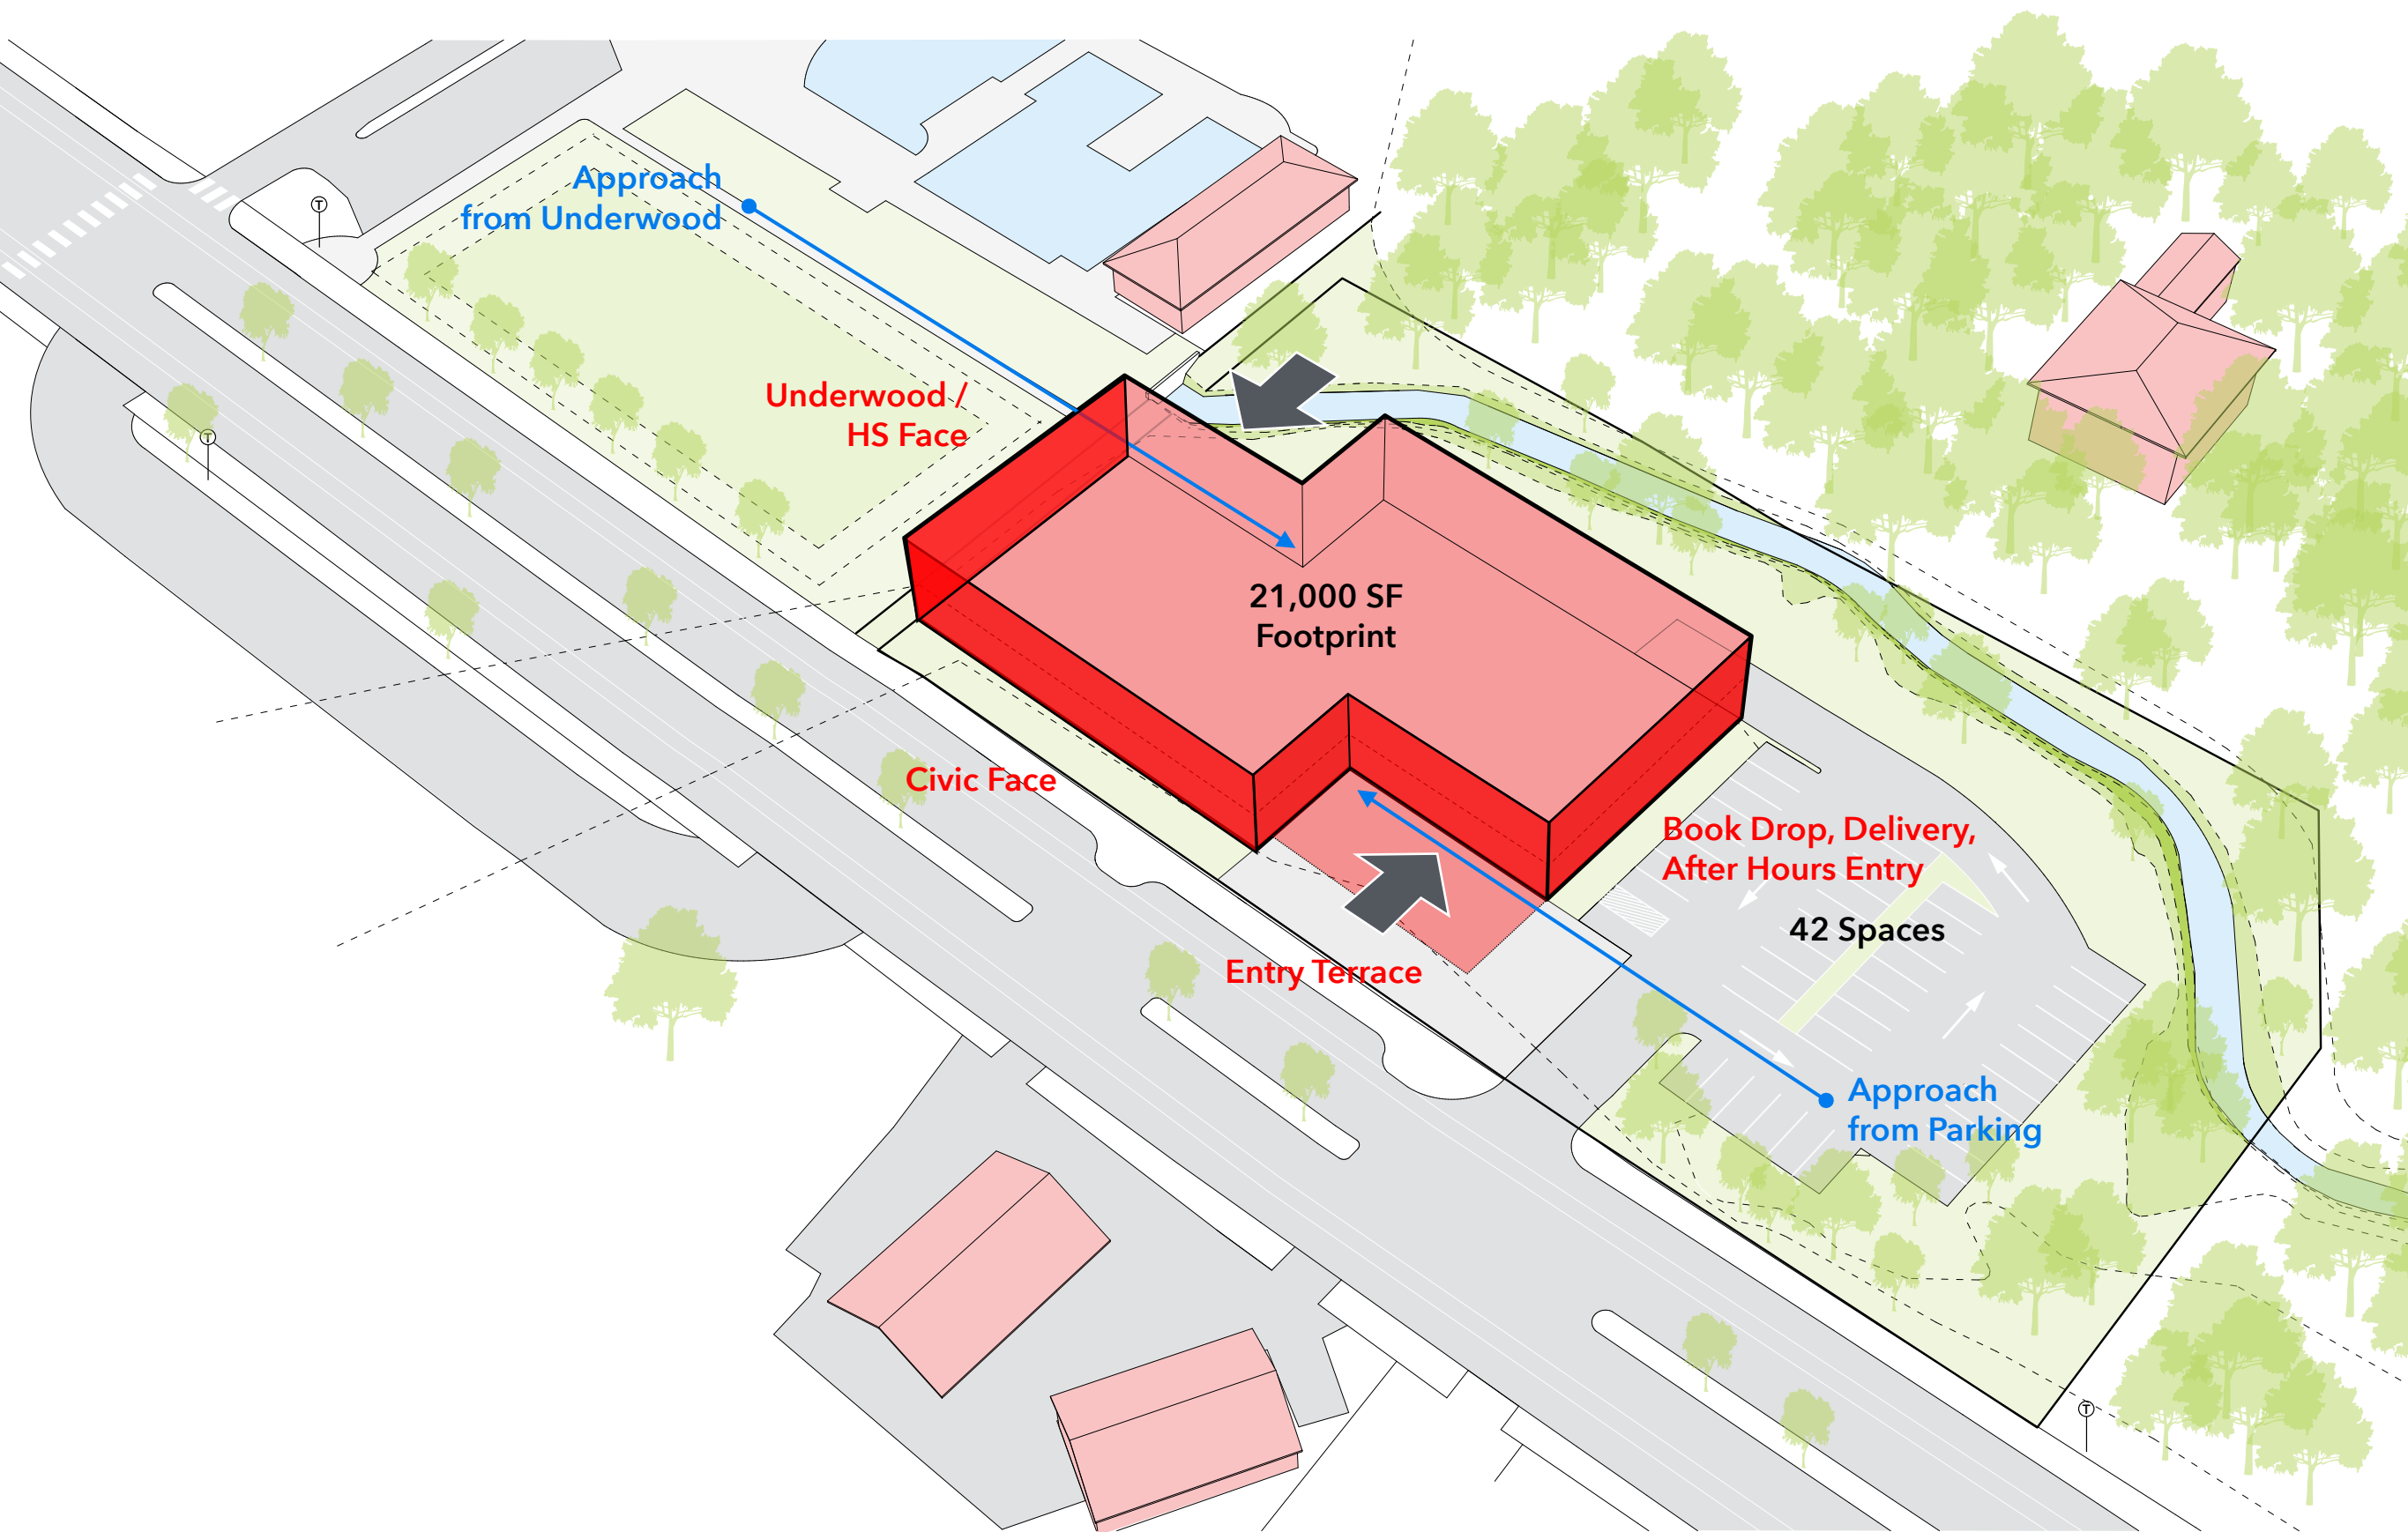 Approach
from Underwood
T
T
Underwood /
HS Face
21,000 SF
Footprint
Civic Face
Book Drop, Delivery,
After Hours Entry
42 Spaces
Entry Terrace
Approach
from Parking
T